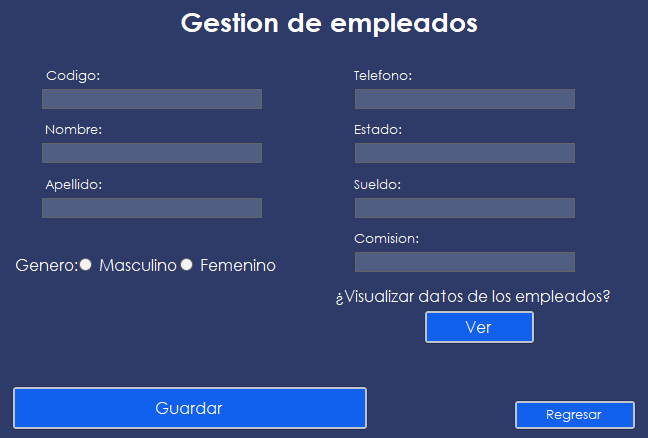 Gestion de empleados
Codigo:
Nombre:
Apellido:
Genero: Masculino Femenino
Telefono:
Estado:
Sueldo:
Comision:
¿Visualizar datos de los empleados?
Ver
Guardar
Regresar